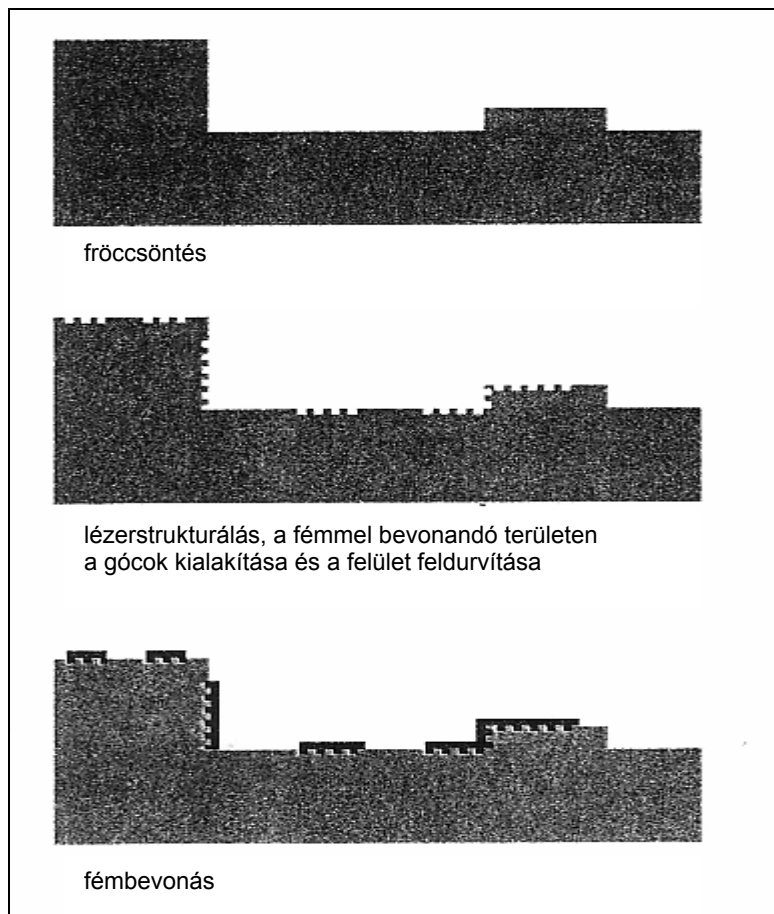 fröccsöntés
lézerstrukturálás, a fémmel bevonandó területen
a gócok kialakítása és a felület feldurvítása
fémbevonás